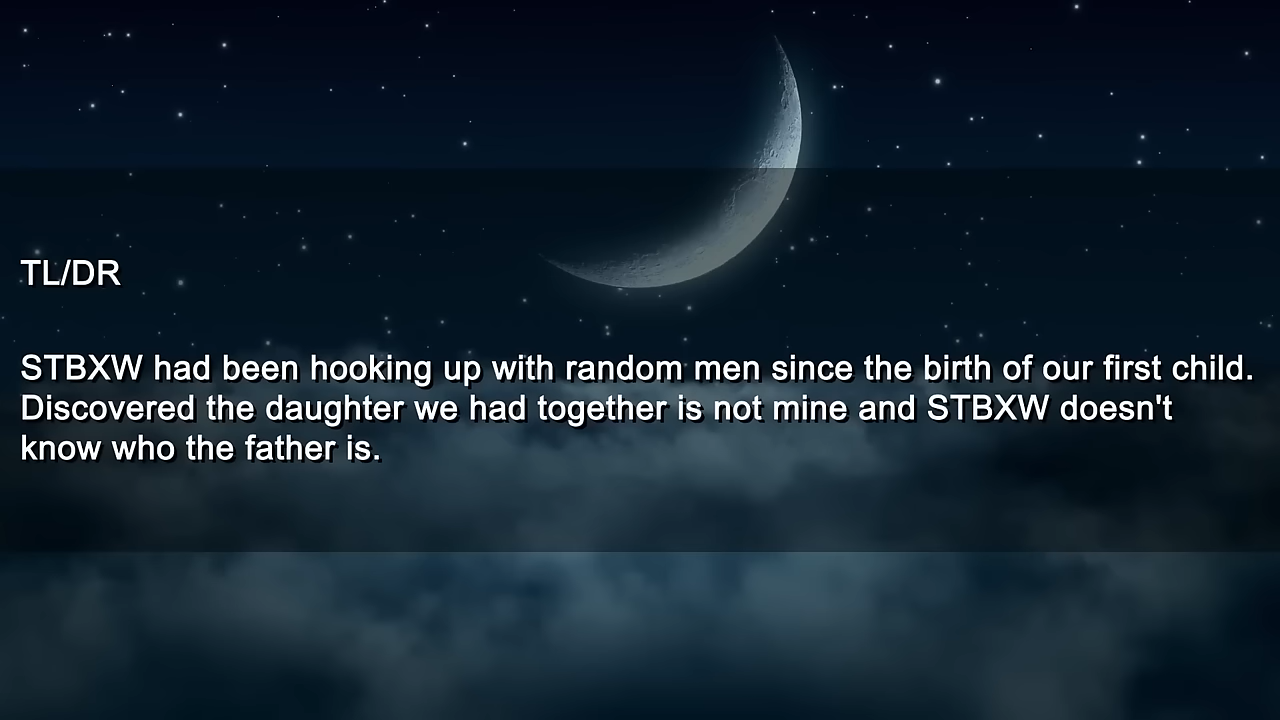 TL/DR
STBXW had been hooking up with random men since the birth of our first child.
Discovered the daughter we had together is not mine and STBXW doesn't
know who the father is.